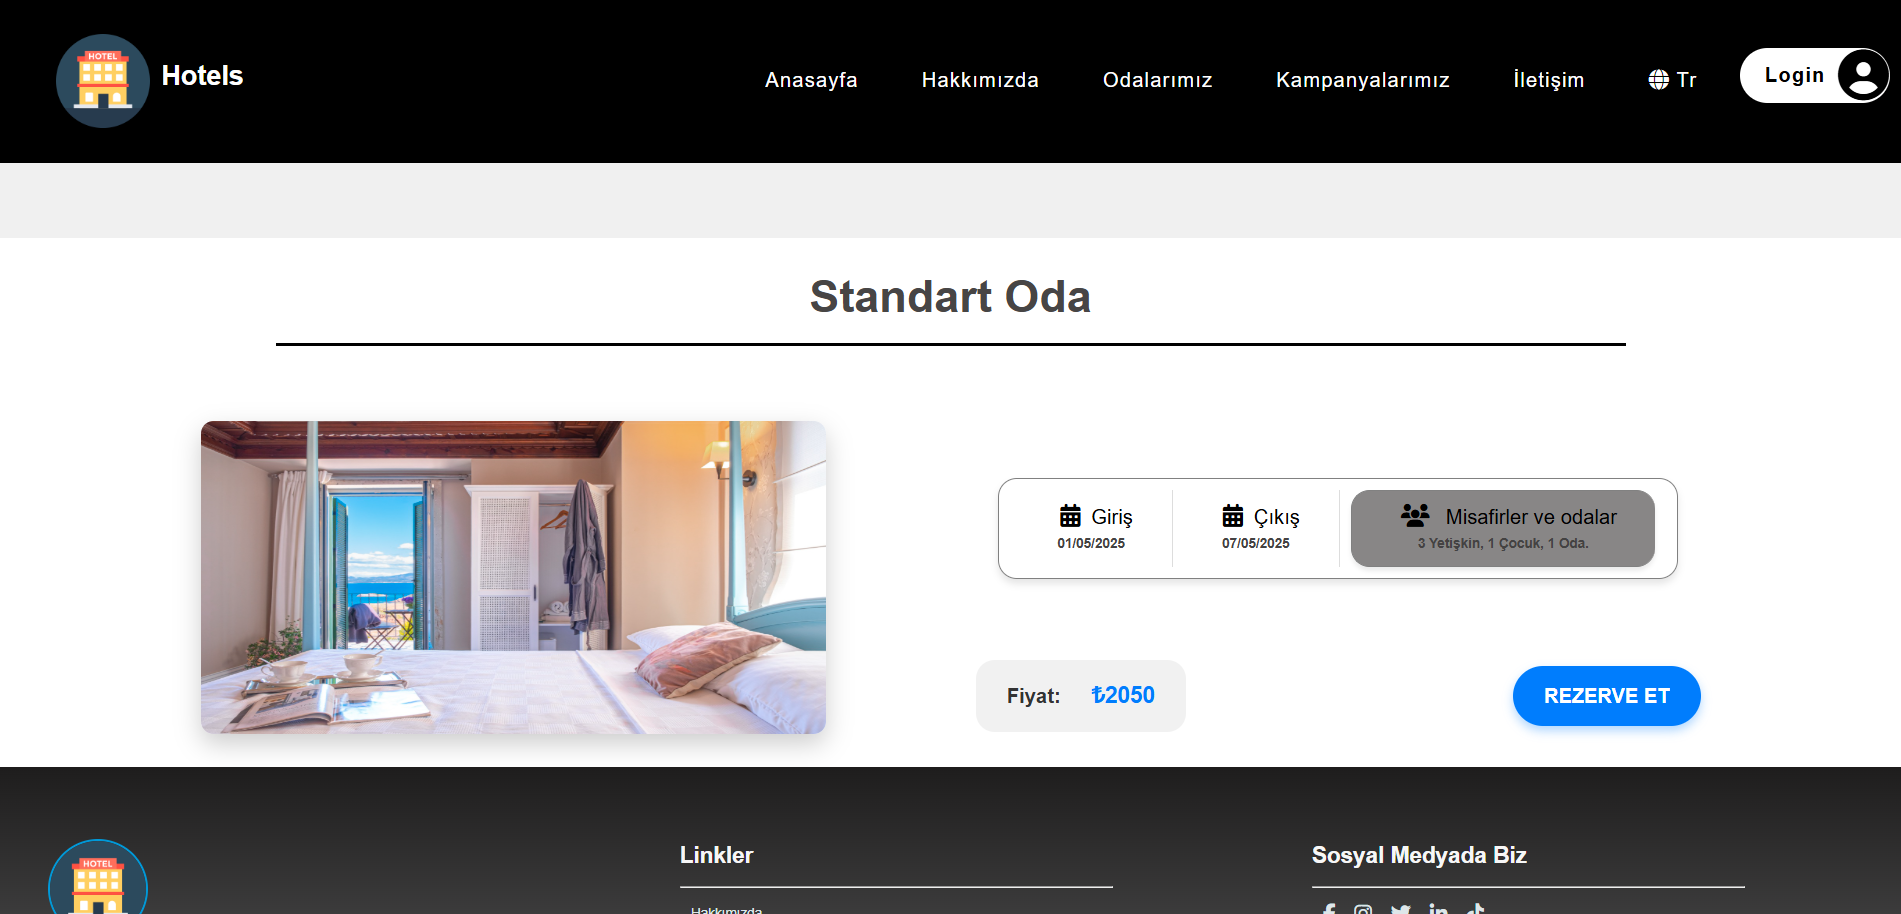 HOTEL
Hotels
Anasayfa
Hakkımızda
Odalarımız
Kampanyalarımız
İletişim
Tr
Login
Standart Oda
Giriş
01/05/2025
Çıkış
07/05/2025
Misafirler ve odalar
3 Yetişkin, 1 Çocuk, 1 Oda.
Fiyat: ₺2050
REZERVE ET
HOTEL
Linkler
Hakkımızda
Sosyal Medyada Biz